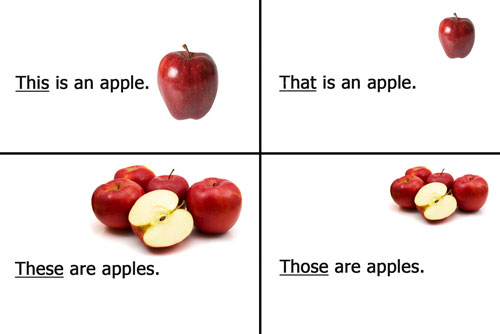 This is an apple.
That is an apple.
These are apples.
Those are apples.